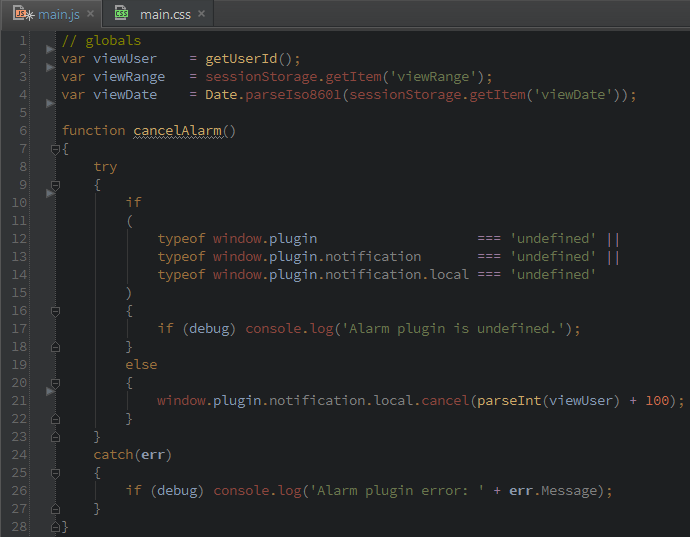 main.js × main.css ×
1 // globals
2 var viewUser    = getUserId();
3 var viewRange   = sessionStorage.getItem('viewRange');
4 var viewDate    = Date.parseIso8601(sessionStorage.getItem('viewDate'));
5
6 function cancelAlarm()
7 {
8     try
9     {
10         if
11         (
12             typeof window.plugin                    === 'undefined' ||
13             typeof window.plugin.notification       === 'undefined' ||
14             typeof window.plugin.notification.local === 'undefined'
15         )
16         {
17             if (debug) console.log('Alarm plugin is undefined.');
18         }
19         else
20         {
21             window.plugin.notification.local.cancel(parseInt(viewUser) + 100);
22         }
23     }
24     catch(err)
25     {
26         if (debug) console.log('Alarm plugin error: ' + err.Message);
27     }
28 }